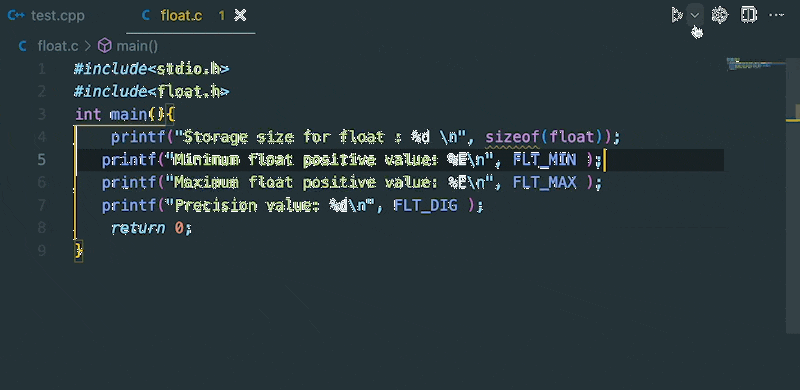 C++ test.cpp
C float.c 1 ×
C float.c > main()
1 #include<stdio.h>
2 #include<float.h>
3 int main(){
4 printf("Storage size for float : %d \n", sizeof(float));
5 printf("Minimum float positive value: %E\n", FLT_MIN );
6 printf("Maximum float positive value: %E\n", FLT_MAX );
7 printf("Precision value: %d\n", FLT_DIG );
8 return 0;
9 }